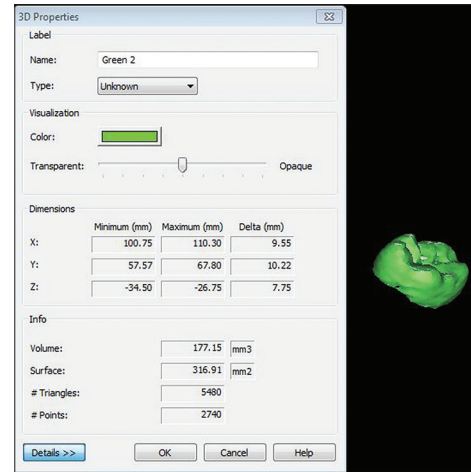 3D Properties
Label
Name: Green 2
Type: Unknown
Visualization
Color:
Transparent: Opaque
Dimensions
Minimum (mm) Maximum (mm) Delta (mm)
X: 100.75 110.30 9.55
Y: 57.57 67.80 10.22
Z: -34.50 -26.75 7.75
Info
Volume: 177.15 mm3
Surface: 316.91 mm2
# Triangles: 5480
# Points: 2740
Details >> OK Cancel Help